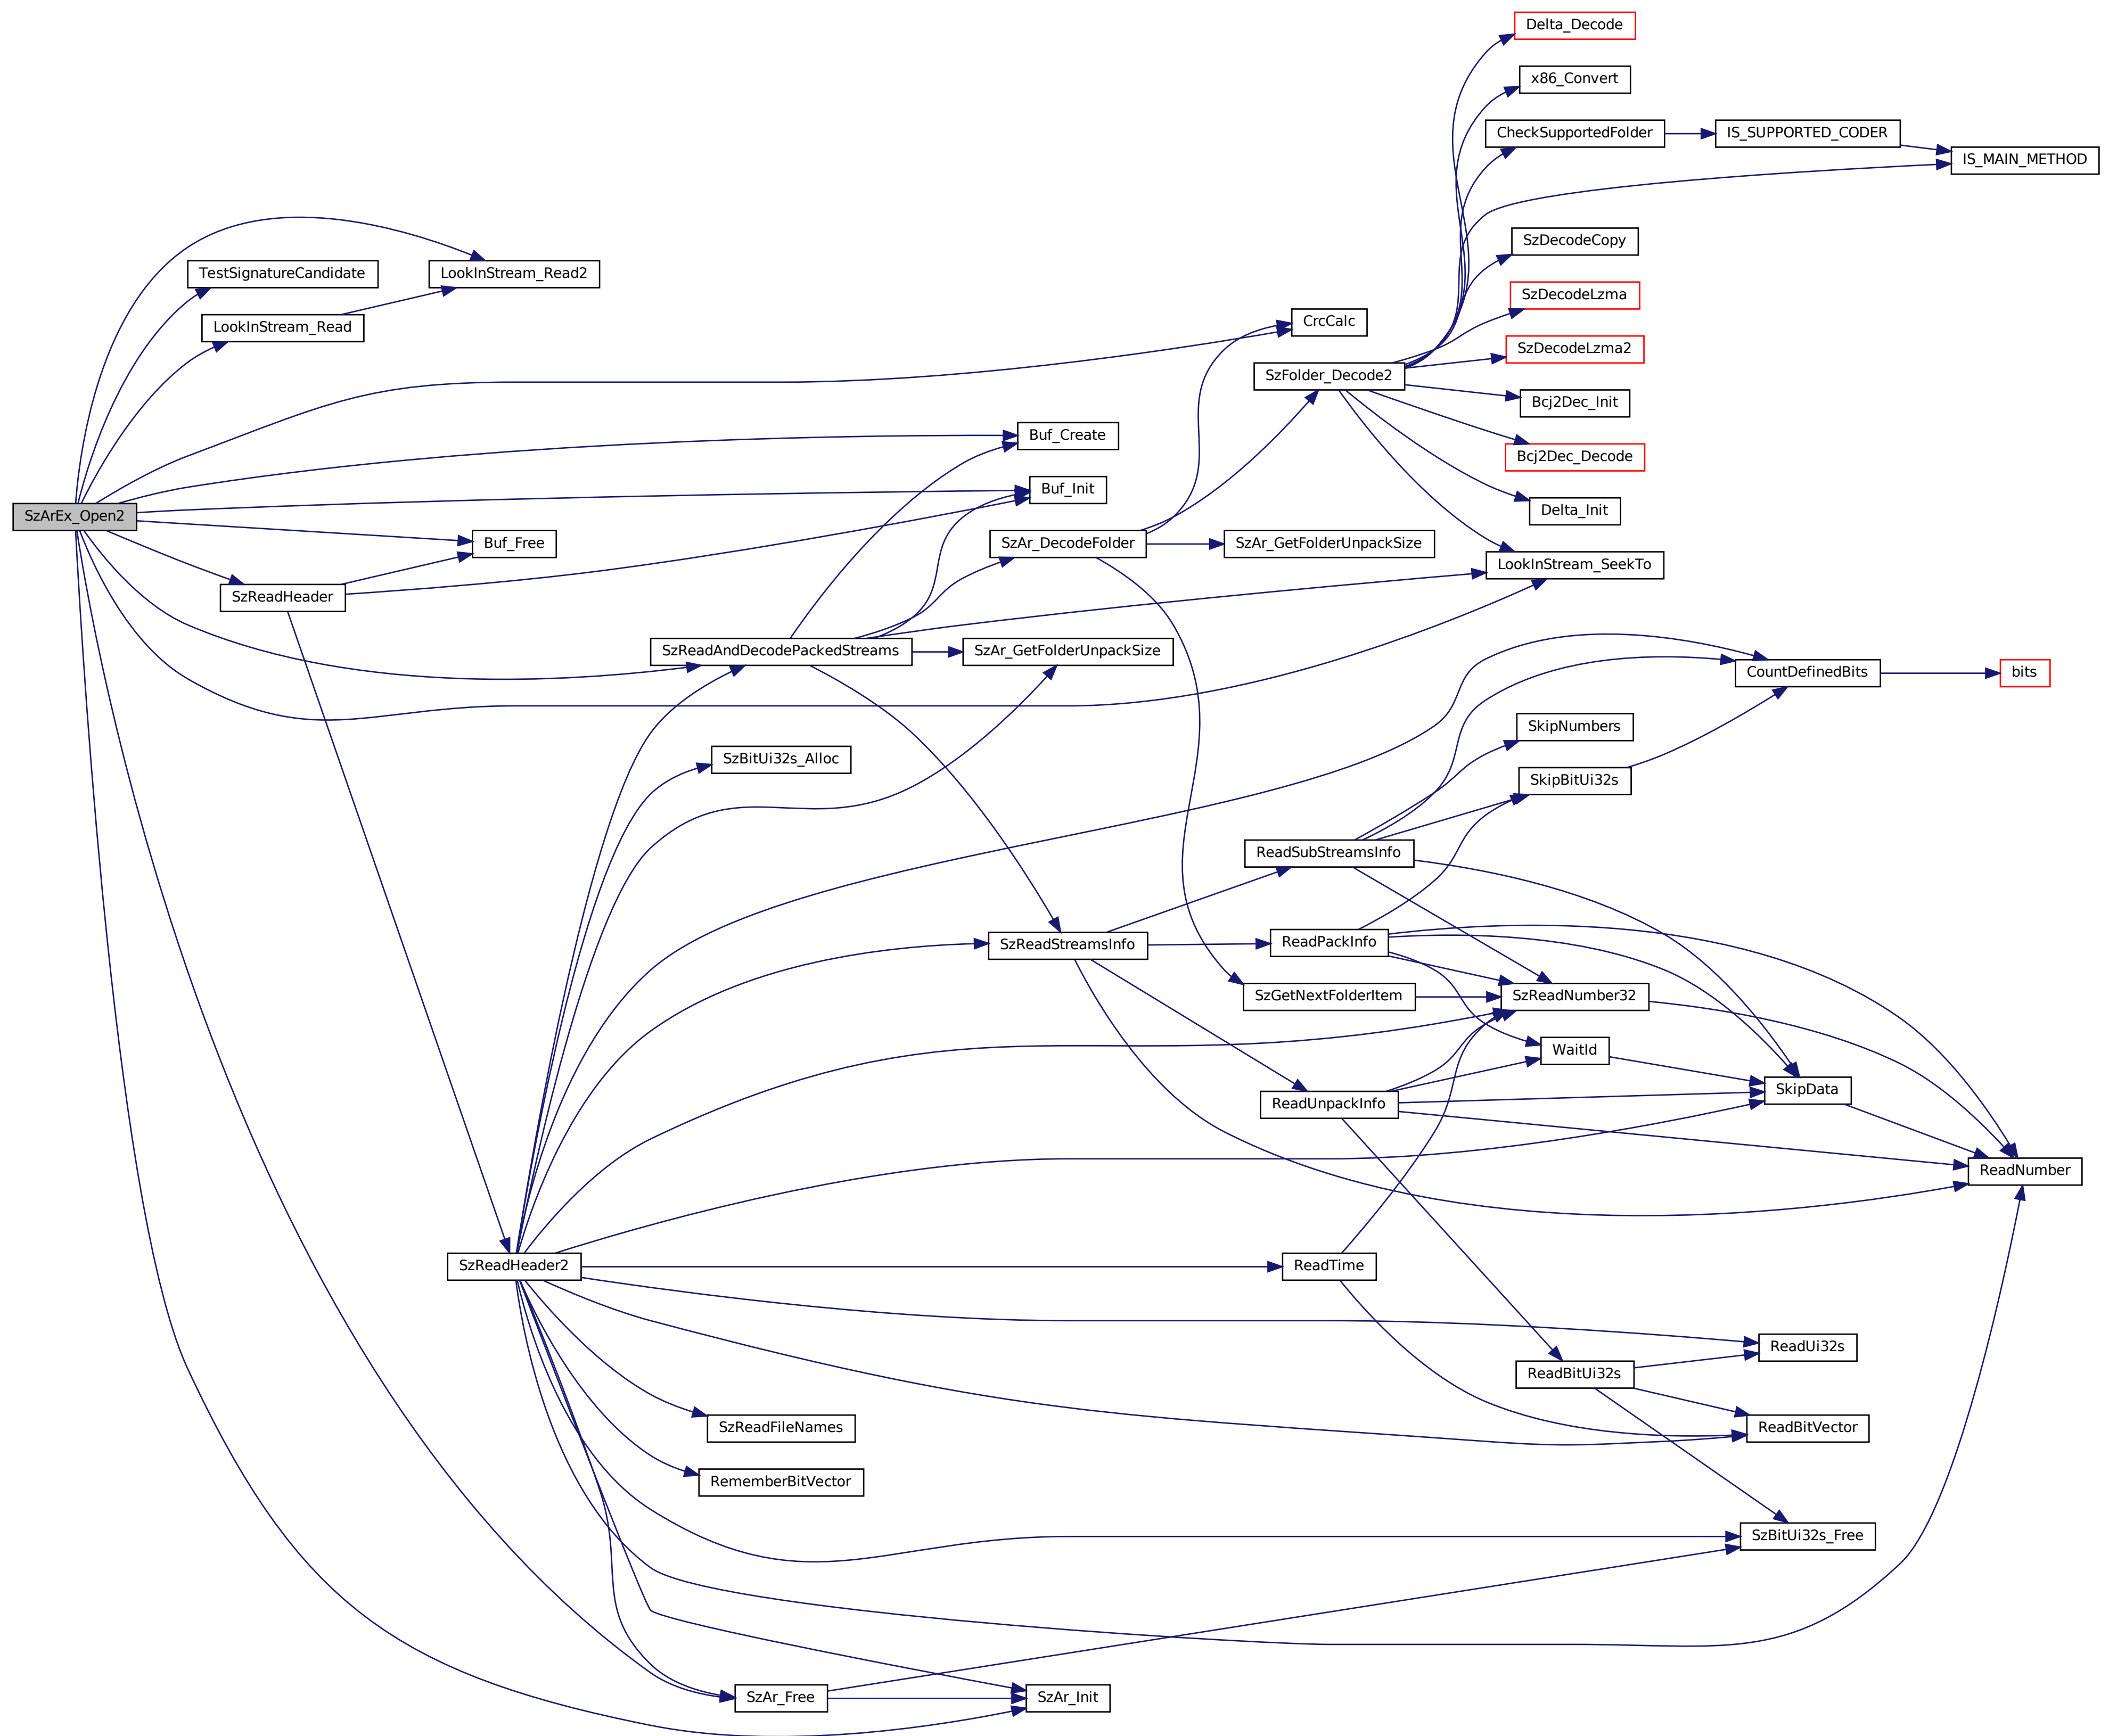 Delta_Decode
x86_Convert
CheckSupportedFolder
IS_SUPPORTED_CODER
IS_MAIN_METHOD
SzDecodeCopy
TestSignatureCandidate
LookInStream_Read2
SzDecodeLzma
LookInStream_Read
CrcCalc
SzDecodeLzma2
SzFolder_Decode2
Bcj2Dec_Init
Buf_Create
Bcj2Dec_Decode
Buf_Init
SzArEx_Open2
Delta_Init
Buf_Free
SzAr_DecodeFolder
SzAr_GetFolderUnpackSize
LookInStream_SeekTo
SzReadHeader
SzReadAndDecodePackedStreams
SzAr_GetFolderUnpackSize
CountDefinedBits
bits
SkipNumbers
SzBitUi32s_Alloc
SkipBitUi32s
ReadSubStreamsInfo
SzReadStreamsInfo
ReadPackInfo
SzGetNextFolderItem
SzReadNumber32
WaitId
SkipData
ReadUnpackInfo
ReadNumber
SzReadHeader2
ReadTime
ReadUi32s
ReadBitUi32s
SzReadFileNames
ReadBitVector
RememberBitVector
SzBitUi32s_Free
SzAr_Free
SzAr_Init